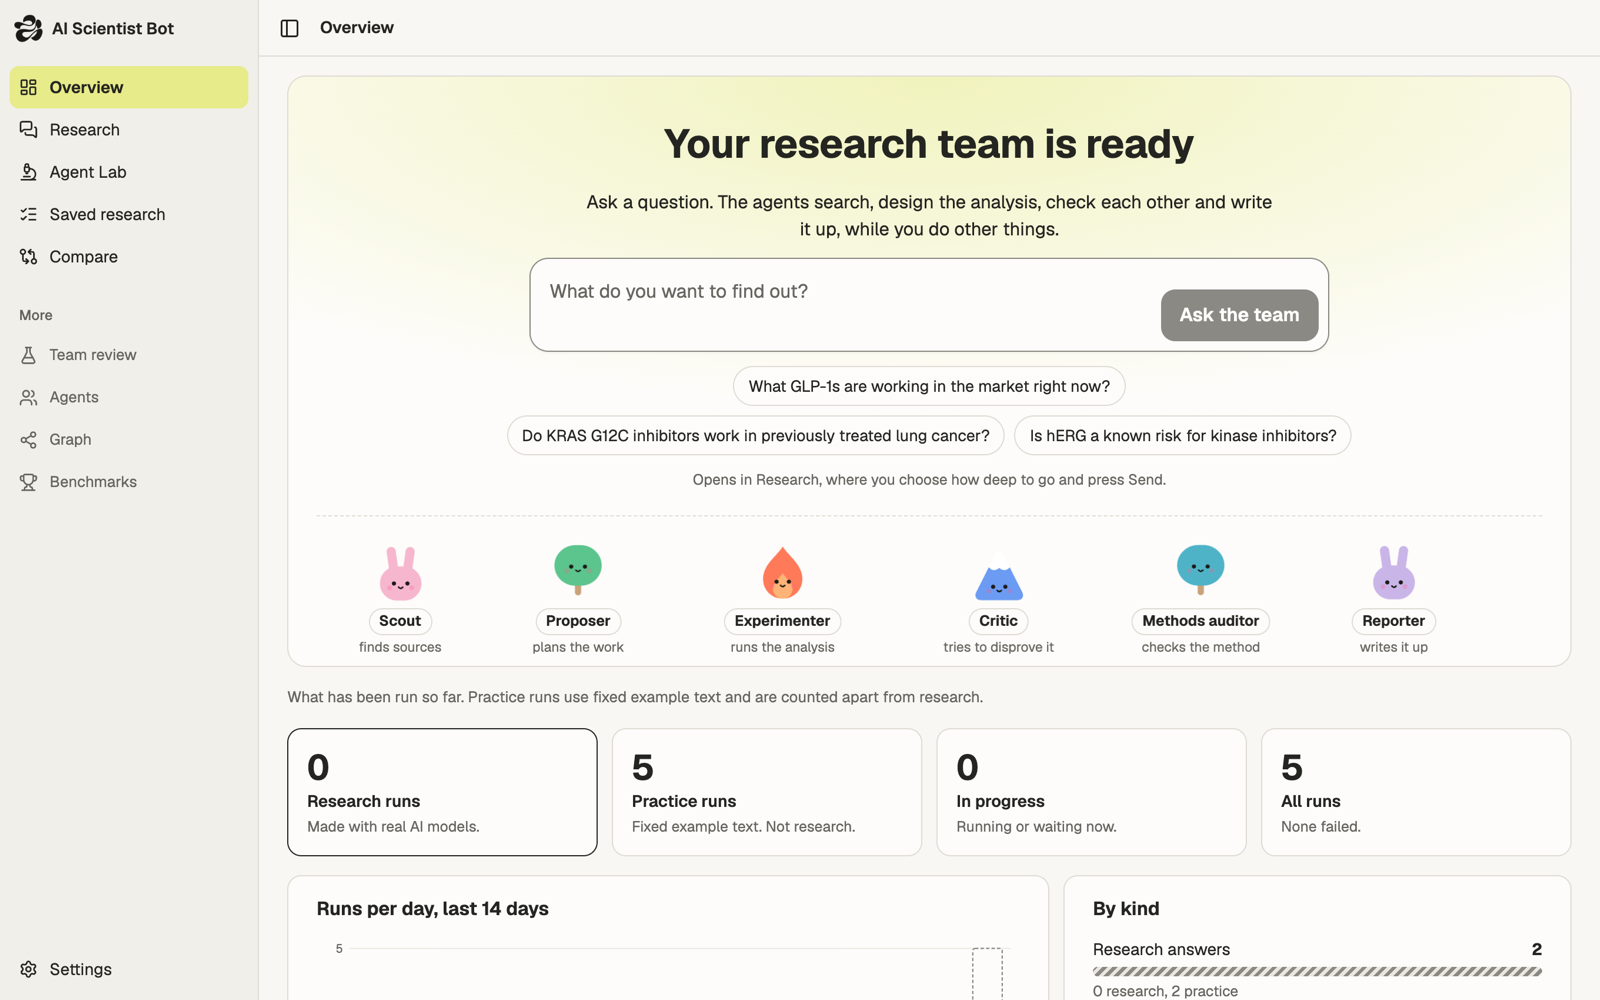 AI Scientist Bot
Overview
Research
Agent Lab
Saved research
Compare
More
Team review
Agents
Graph
Benchmarks
Settings
Overview
Your research team is ready
Ask a question. The agents search, design the analysis, check each other and write
it up, while you do other things.
What do you want to find out?
Ask the team
What GLP-1s are working in the market right now?
Do KRAS G12C inhibitors work in previously treated lung cancer?
Is hERG a known risk for kinase inhibitors?
Opens in Research, where you choose how deep to go and press Send.
Scout
finds sources
Proposer
plans the work
Experimenter
runs the analysis
Critic
tries to disprove it
Methods auditor
checks the method
Reporter
writes it up
What has been run so far. Practice runs use fixed example text and are counted apart from research.
0
Research runs
Made with real AI models.
5
Practice runs
Fixed example text. Not research.
0
In progress
Running or waiting now.
5
All runs
None failed.
Runs per day, last 14 days
5
By kind
Research answers 2
0 research, 2 practice